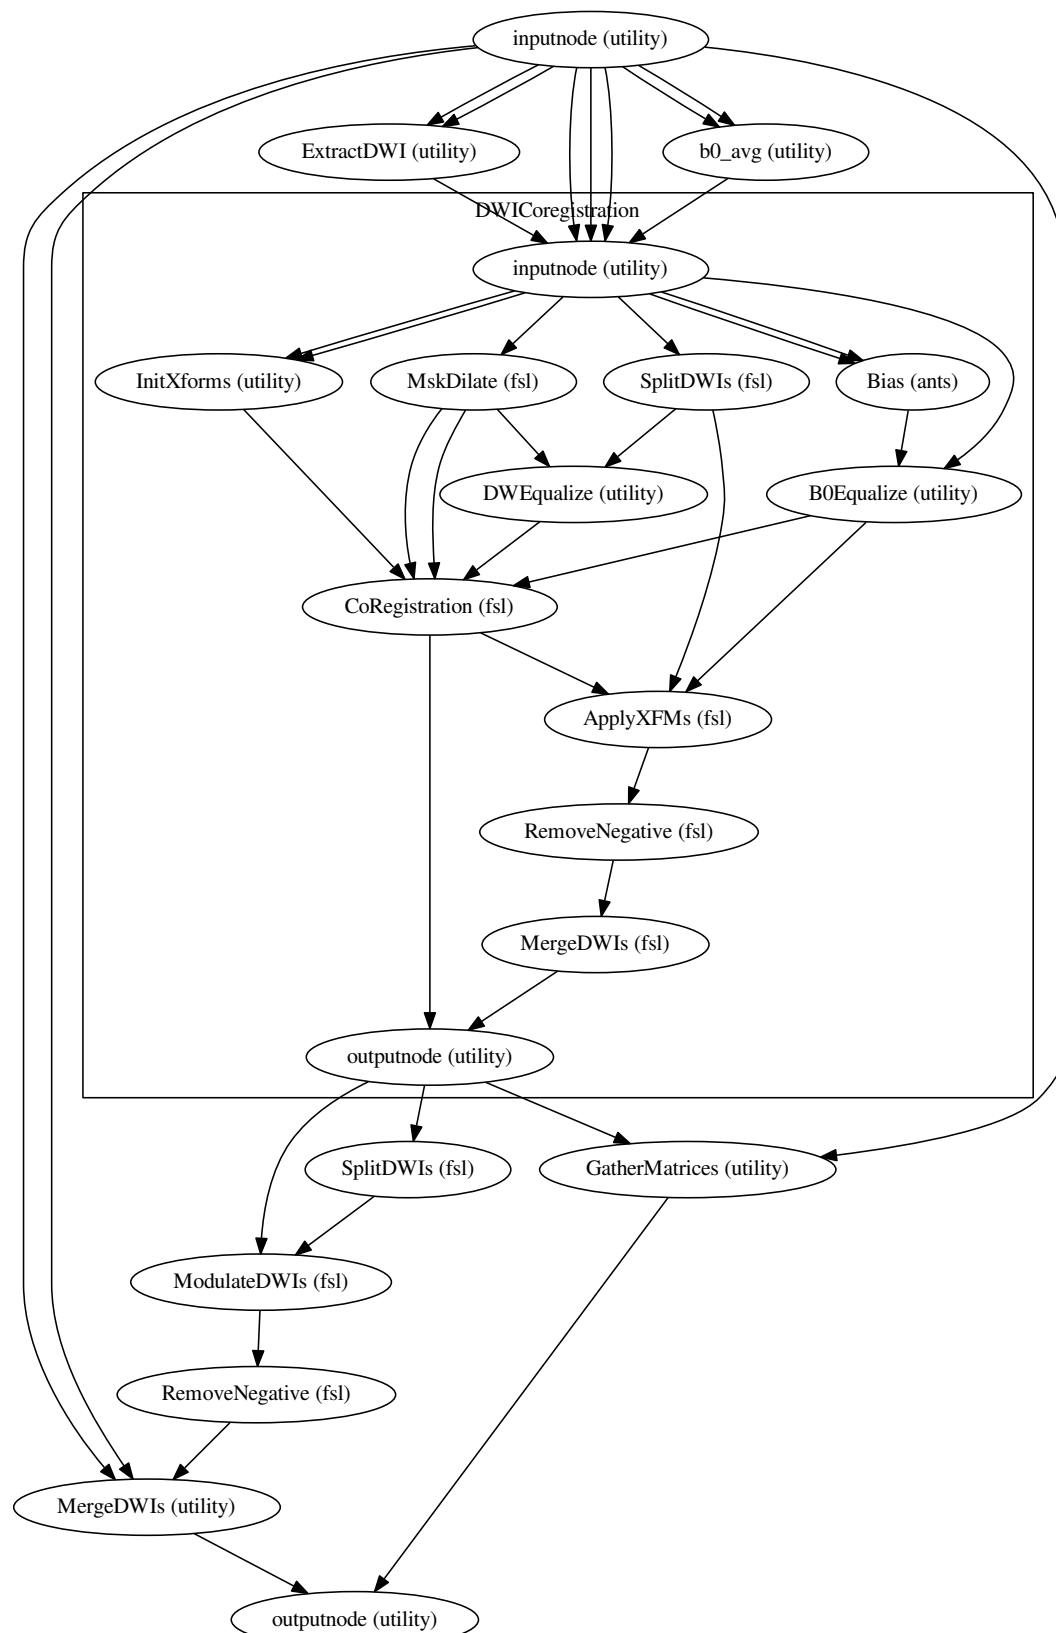 inputnode (utility)
ExtractDWI (utility)
b0_avg (utility)
DWICoregistration
inputnode (utility)
InitXforms (utility)
MskDilate (fsl)
SplitDWIs (fsl)
Bias (ants)
DWEqualize (utility)
B0Equalize (utility)
CoRegistration (fsl)
ApplyXFMs (fsl)
RemoveNegative (fsl)
MergeDWIs (fsl)
outputnode (utility)
SplitDWIs (fsl)
GatherMatrices (utility)
ModulateDWIs (fsl)
RemoveNegative (fsl)
MergeDWIs (utility)
outputnode (utility)